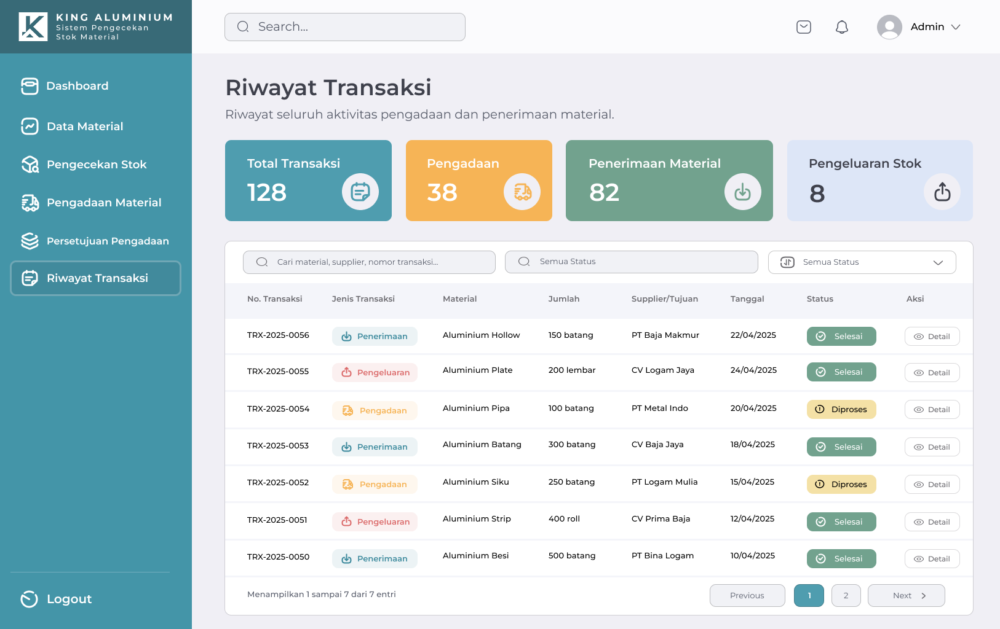 KING ALUMINIUM
Sistem Pengecekan
Stok Material
Search...
Admin
Dashboard
Data Material
Pengecekan Stok
Pengadaan Material
Persetujuan Pengadaan
Riwayat Transaksi
Logout
Riwayat Transaksi
Riwayat seluruh aktivitas pengadaan dan penerimaan material.
Total Transaksi
128
Pengadaan
38
Penerimaan Material
82
Pengeluaran Stok
8
Cari material, supplier, nomor transaksi... Semua Status Semua Status
No. Transaksi Jenis Transaksi Material Jumlah Supplier/Tujuan Tanggal Status Aksi
TRX-2025-0056 Penerimaan Aluminium Hollow 150 batang PT Baja Makmur 22/04/2025 Selesai Detail
TRX-2025-0055 Pengeluaran Aluminium Plate 200 lembar CV Logam Jaya 24/04/2025 Selesai Detail
TRX-2025-0054 Pengadaan Aluminium Pipa 100 batang PT Metal Indo 20/04/2025 Diproses Detail
TRX-2025-0053 Penerimaan Aluminium Batang 300 batang CV Baja Jaya 18/04/2025 Selesai Detail
TRX-2025-0052 Pengadaan Aluminium Siku 250 batang PT Logam Mulia 15/04/2025 Diproses Detail
TRX-2025-0051 Pengeluaran Aluminium Strip 400 roll CV Prima Baja 12/04/2025 Selesai Detail
TRX-2025-0050 Penerimaan Aluminium Besi 500 batang PT Bina Logam 10/04/2025 Selesai Detail
Menampilkan 1 sampai 7 dari 7 entri Previous 1 2 Next